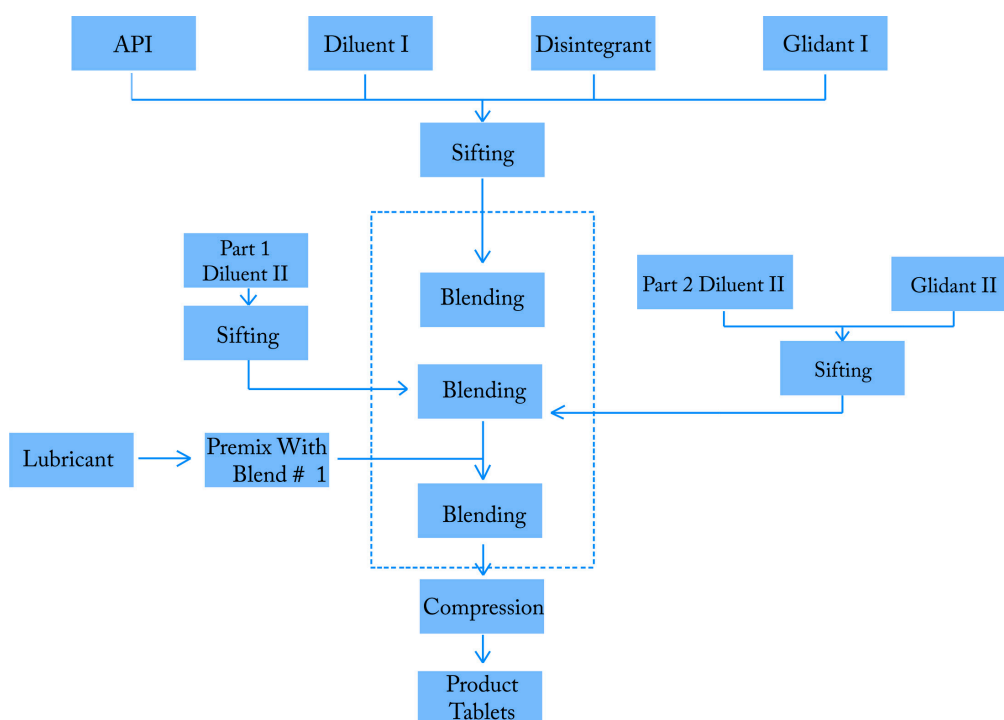 API
Diluent I
Disintegrant
Glidant I
Sifting
Part 1
Diluent II
Blending
Part 2 Diluent II
Glidant II
Sifting
Sifting
Blending
Lubricant
Premix With
Blend # 1
Blending
Compression
Product
Tablets